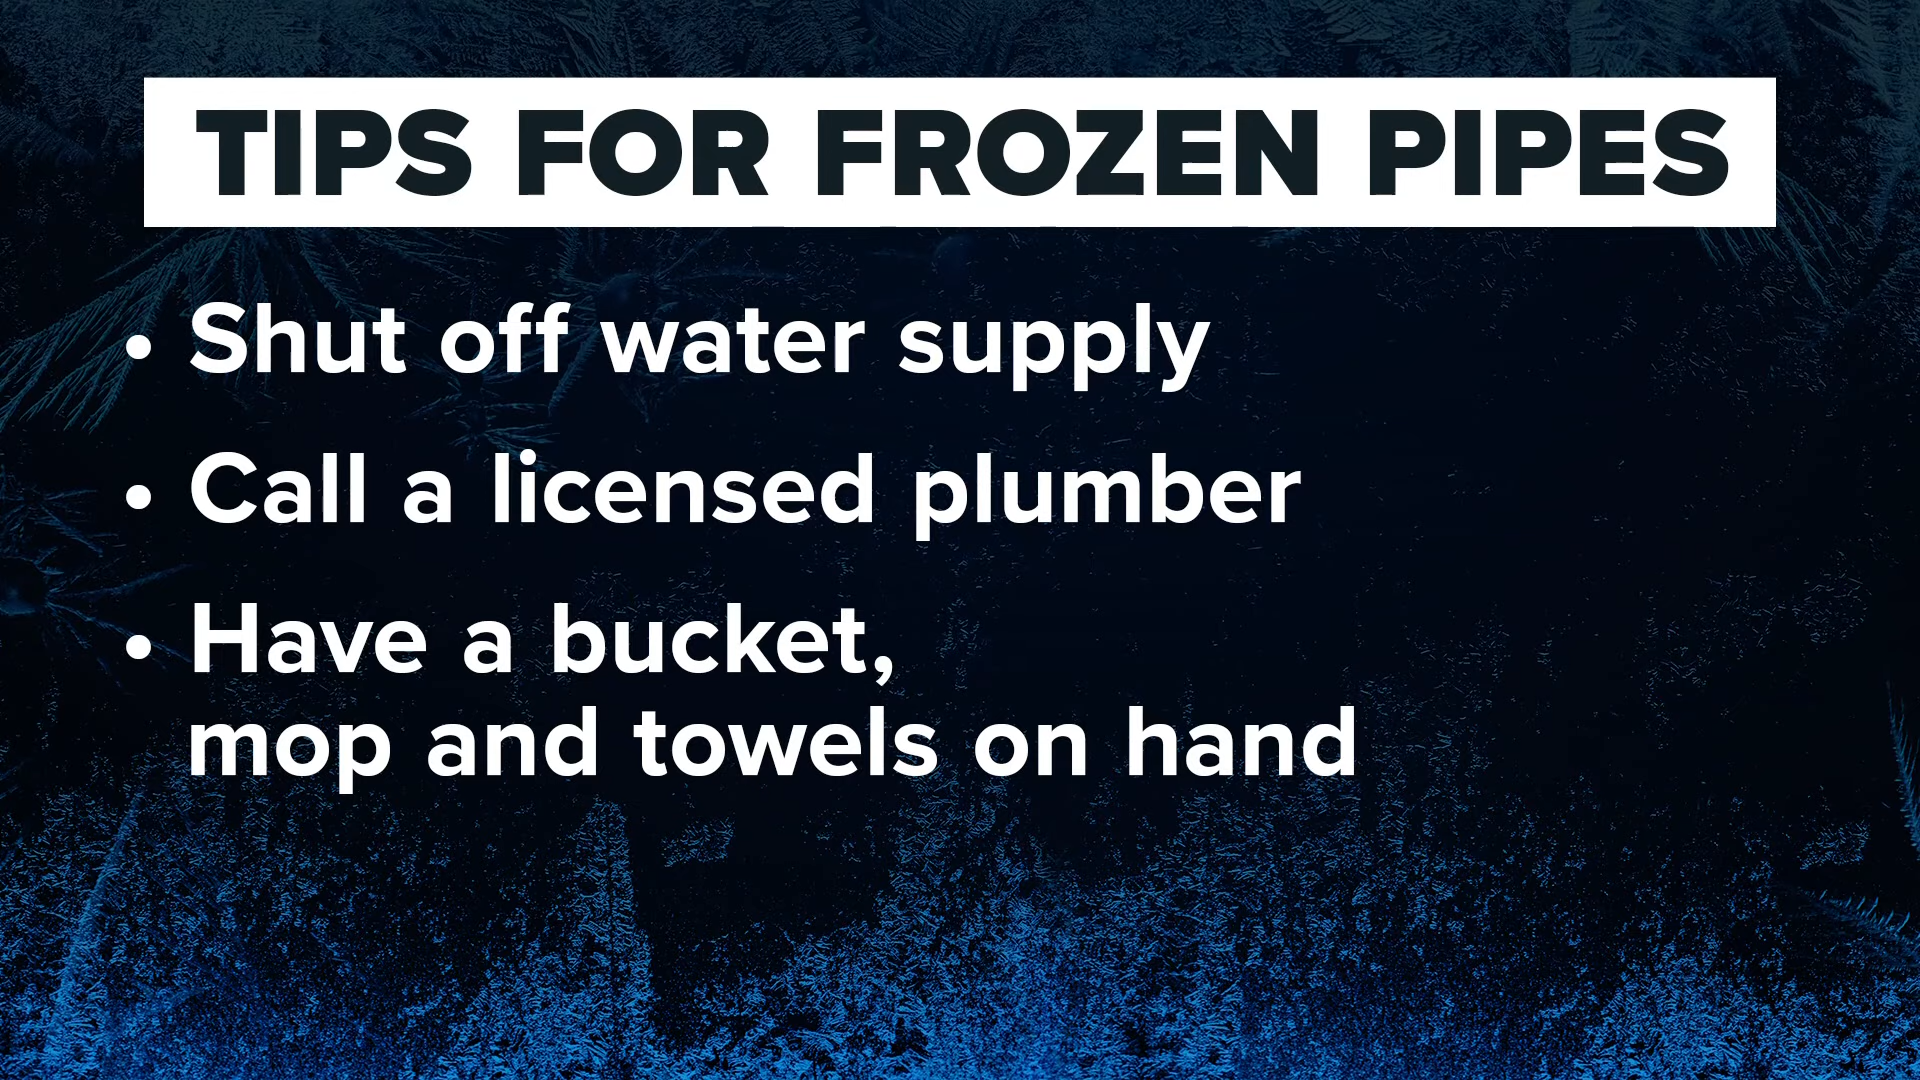 TIPS FOR FROZEN PIPES
• Shut off water supply
• Call a licensed plumber
• Have a bucket,
mop and towels on hand